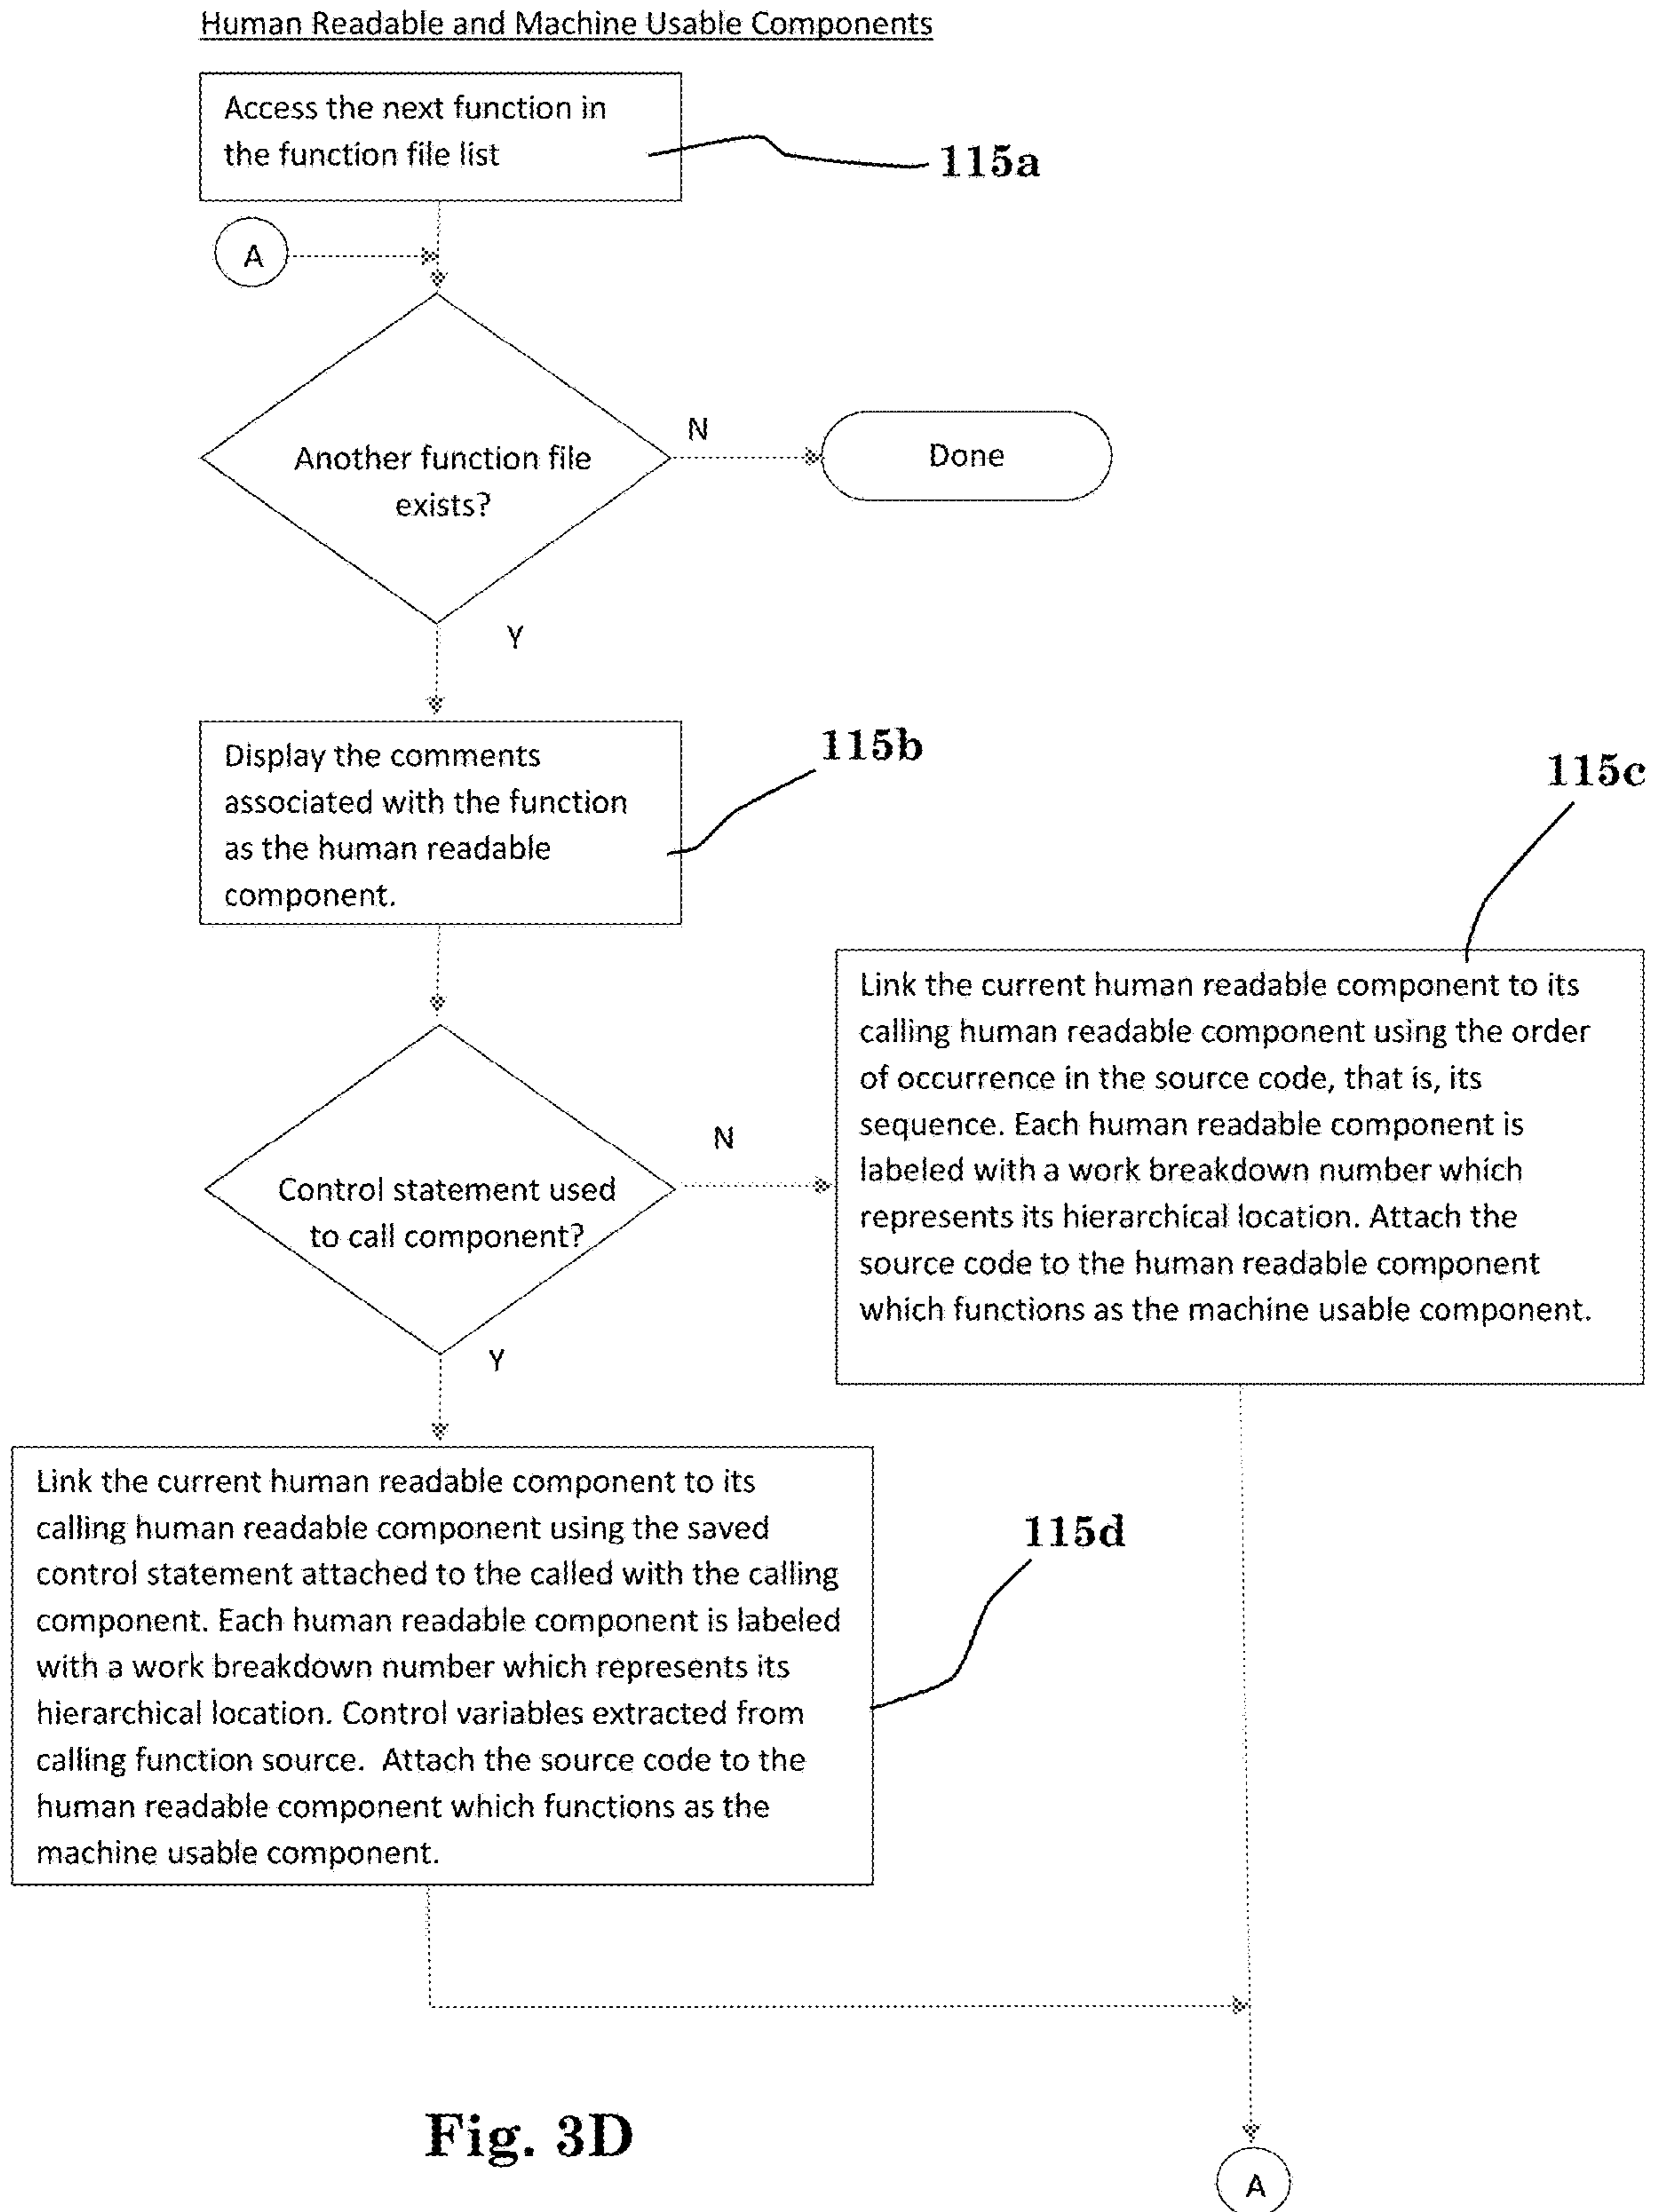 Human Readable and Machine Usable Components
Access the next function in
the function file list
115a
A
Another function file
exists?
N
Done
Y
Display the comments
associated with the function
as the human readable
component.
115b
Control statement used
to call component?
N
115c
Link the current human readable component to its
calling human readable component using the order
of occurrence in the source code, that is, its
sequence. Each human readable component is
labeled with a work breakdown number which
represents its hierarchical location. Attach the
source code to the human readable component
which functions as the machine usable component.
Y
Link the current human readable component to its
calling human readable component using the saved
control statement attached to the called with the calling
component. Each human readable component is labeled
with a work breakdown number which represents its
hierarchical location. Control variables extracted from
calling function source.  Attach the source code to the
human readable component which functions as the
machine usable component.
115d
Fig. 3D
A